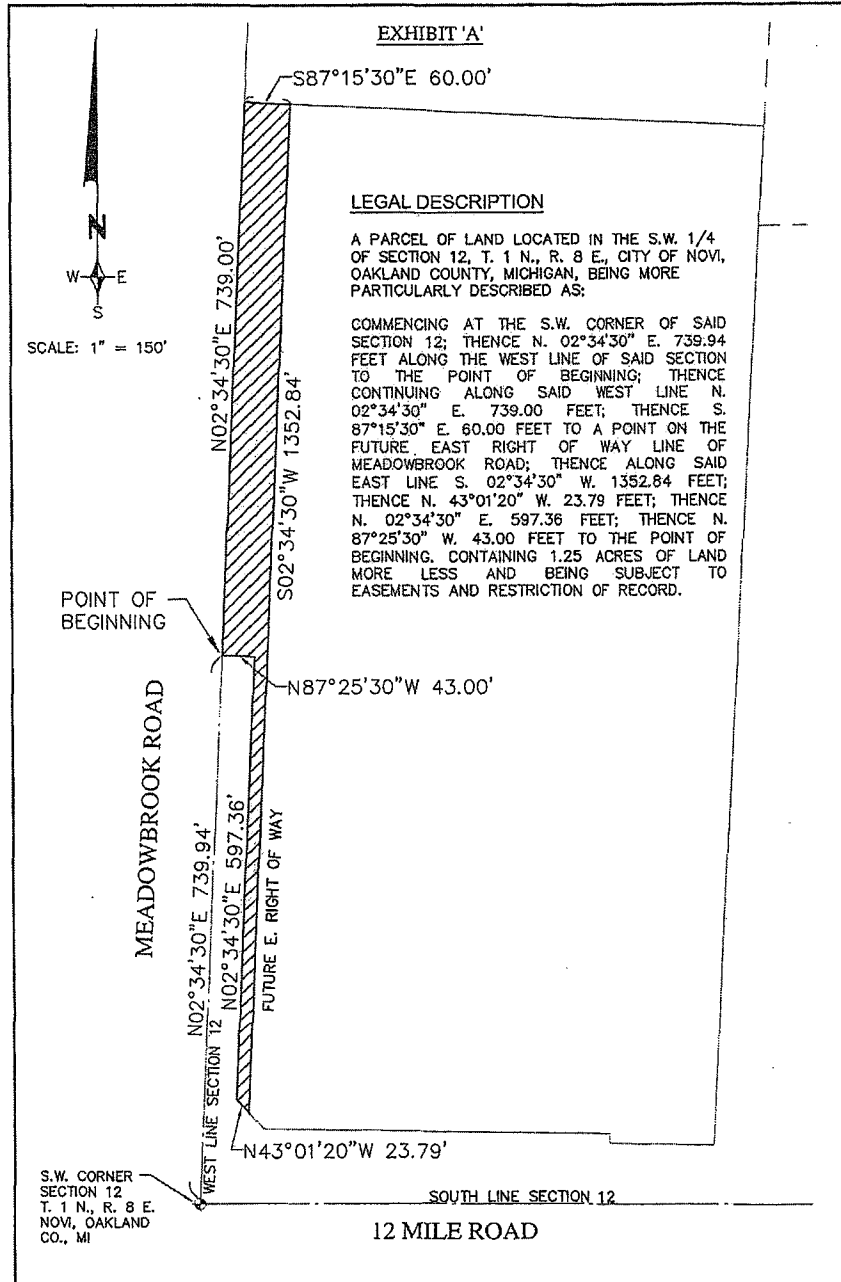 EXHIBIT 'A'
S87°15'30"E 60.00'
LEGAL DESCRIPTION
A PARCEL OF LAND LOCATED IN THE S.W. 1/4
OF SECTION 12, T. 1 N., R. 8 E., CITY OF NOVI,
OAKLAND COUNTY, MICHIGAN, BEING MORE
PARTICULARLY DESCRIBED AS:
COMMENCING AT THE S.W. CORNER OF SAID
SECTION 12; THENCE N. 02°34'30" E. 739.94
FEET ALONG THE WEST LINE OF SAID SECTION
TO THE POINT OF BEGINNING; THENCE
CONTINUING ALONG SAID WEST LINE N.
02°34'30" E. 739.00 FEET; THENCE S.
87°15'30" E. 60.00 FEET TO A POINT ON THE
FUTURE EAST RIGHT OF WAY LINE OF
MEADOWBROOK ROAD; THENCE ALONG SAID
EAST LINE S. 02°34'30" W. 1352.84 FEET;
THENCE N. 43°01'20" W. 23.79 FEET; THENCE
N. 02°34'30" E. 597.36 FEET; THENCE N.
87°25'30" W. 43.00 FEET TO THE POINT OF
BEGINNING. CONTAINING 1.25 ACRES OF LAND
MORE LESS AND BEING SUBJECT TO
EASEMENTS AND RESTRICTION OF RECORD.
N
W E
S
SCALE: 1" = 150'
N02°34'30"E 739.00'
S02°34'30"W 1352.84'
POINT OF
BEGINNING
N87°25'30"W 43.00'
MEADOWBROOK ROAD
N02°34'30"E 739.94'
N02°34'30"E 597.36'
FUTURE E. RIGHT OF WAY
WEST LINE SECTION 12
N43°01'20"W 23.79'
S.W. CORNER
SECTION 12
T. 1 N., R. 8 E.
NOVI, OAKLAND
CO., MI
SOUTH LINE SECTION 12
12 MILE ROAD